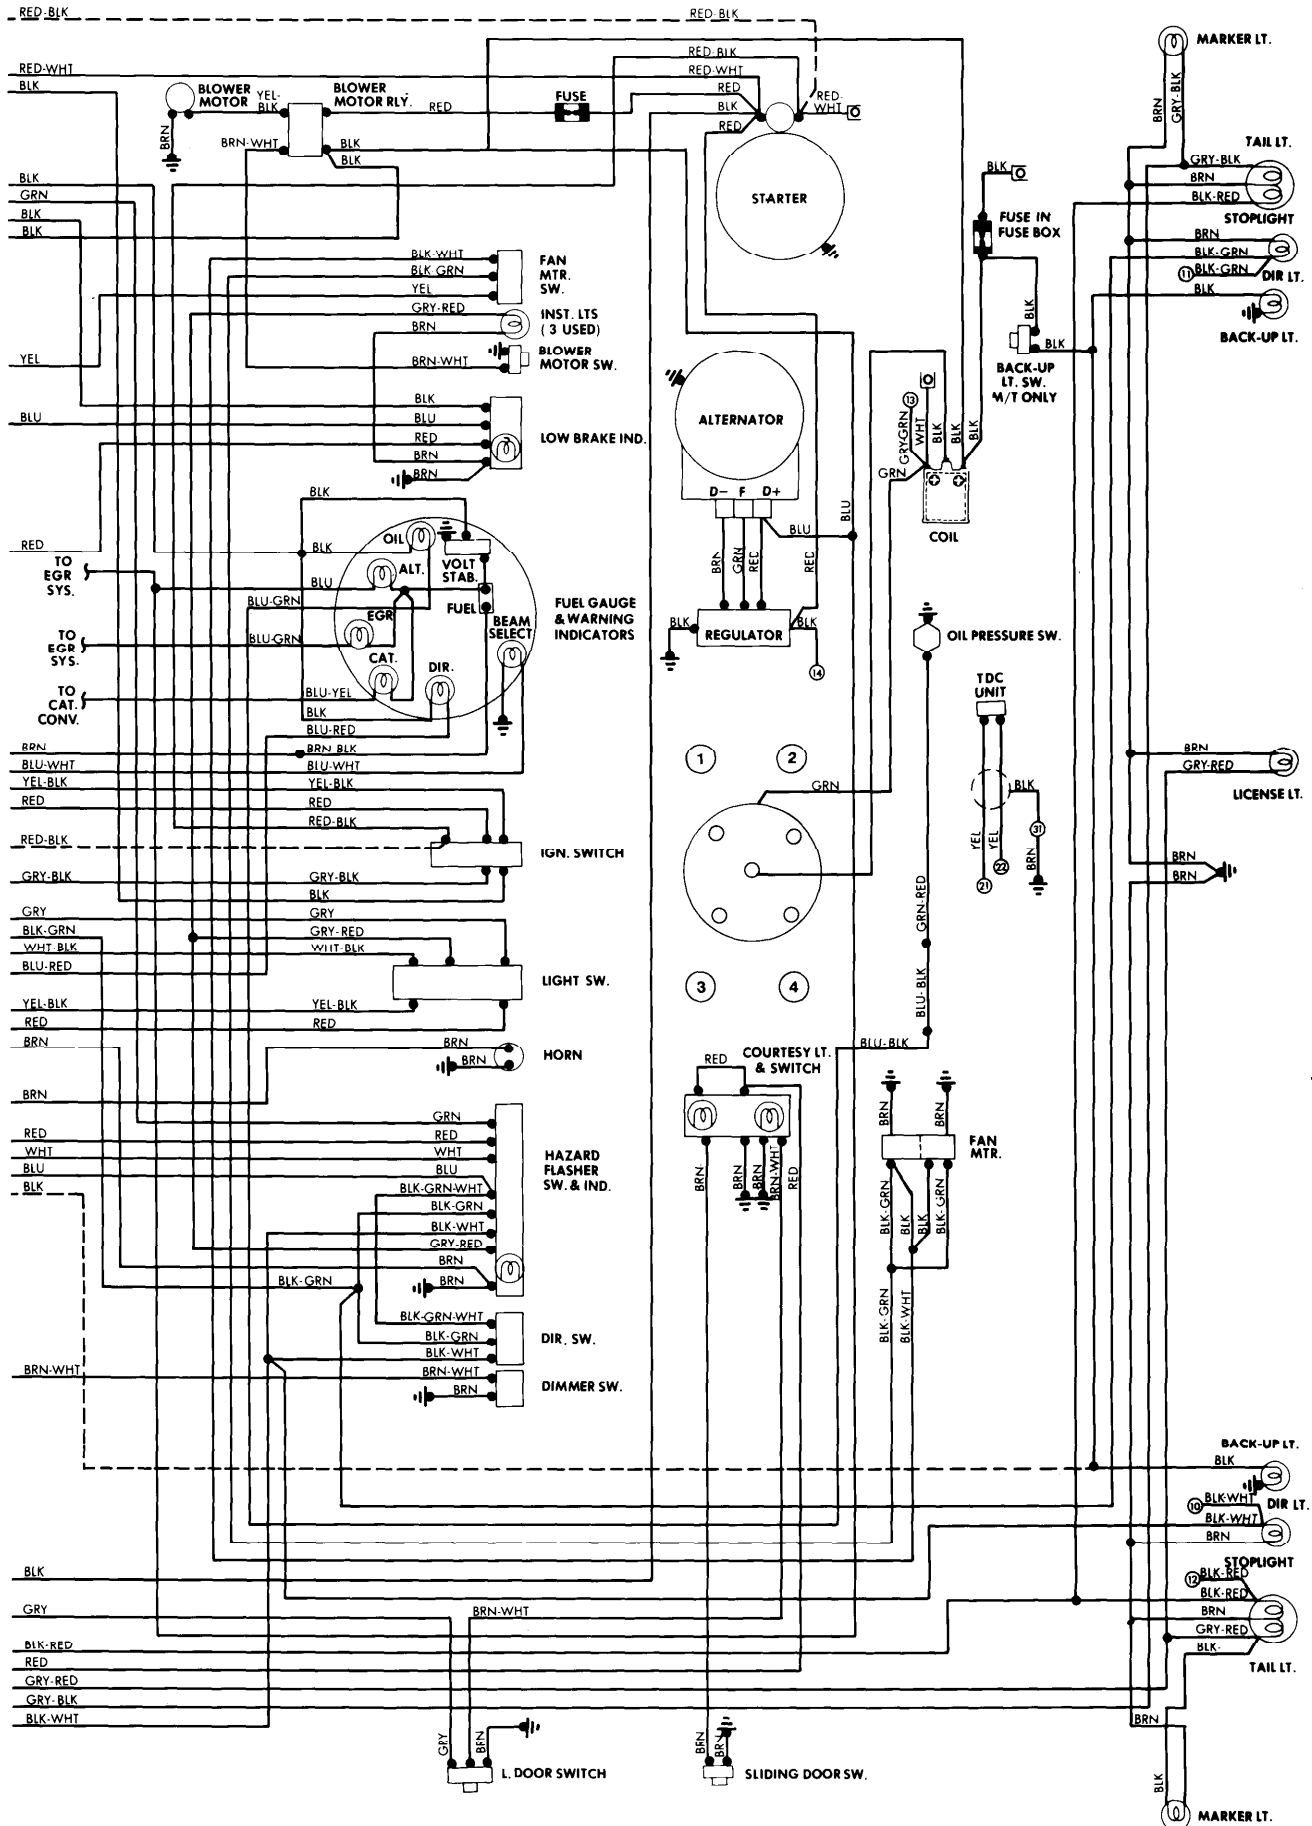 RED-BLK
RED-BLK
MARKER LT.
RED-BLK
RED-WHT
RED-WHT
BLK
BLOWER
MOTOR
YEL-
BLK
BLOWER
MOTOR RLY.
RED
FUSE
RED
BLK
RED
RED-
WHT
BRN
GRY-BLK
BRN
BRN-WHT
BLK
BLK
TAIL LT.
GRY-BLK
BRN
BLK-RED
STOPLIGHT
BLK
BLK
GRN
BLK
BLK
STARTER
FUSE IN
FUSE BOX
BRN
BLK-GRN
11
BLK-GRN
DIR LT.
BLK
BACK-UP LT.
BLK-WHT
BLK GRN
YEL
FAN
MTR.
SW.
GRY-RED
BRN
INST. LTS
( 3 USED)
YEL
BRN-WHT
BLOWER
MOTOR SW.
BLK
BLK
BACK-UP
LT. SW.
M/T ONLY
BLK
BLU
BLU
RED
BRN
BRN
LOW BRAKE IND.
ALTERNATOR
13
GRY-GRN
WHT
BLK
BLK
BLK
GRN
COIL
D-
F
D+
BLU
BLU
BRN
GRN
RED
RED
BLK
RED
TO
EGR
SYS.
BLK
OIL
VOLT
STAB.
ALT.
BLU
BLU-GRN
FUEL
EGR
BEAM
SELECT
FUEL GAUGE
& WARNING
INDICATORS
TO
EGR
SYS.
BLU-GRN
CAT.
DIR.
TO
CAT.
CONV.
BLU-YEL
BLK
BLU-RED
BLK
REGULATOR
BLK
14
OIL PRESSURE SW.
TDC
UNIT
BRN
BRN BLK
BLU-WHT
BLU-WHT
YEL-BLK
YEL-BLK
RED
RED
RED-BLK
RED-BLK
IGN. SWITCH
1
2
GRN
BLK
31
YEL
YEL
BRN
21
22
BRN
GRY-RED
LICENSE LT.
BRN
BRN
GRY-BLK
GRY-BLK
BLK
GRY
GRY
BLK-GRN
GRY-RED
WHT-BLK
WHT-BLK
BLU-RED
LIGHT SW.
3
4
GRN-RED
BLU-BLK
YEL-BLK
YEL-BLK
RED
RED
BRN
BRN
BRN
HORN
RED
COURTESY LT.
& SWITCH
BLU-BLK
BRN
GRN
RED
RED
WHT
WHT
BLU
BLU
BLK
BLK-GRN-WHT
BLK-GRN
BLK-WHT
GRY-RED
BRN
BRN
BLK-GRN
HAZARD
FLASHER
SW. & IND.
BRN
BRN
BRN
BRN-WHT
RED
BRN
BRN
FAN
MTR.
BLK-GRN
BLK
BLK
BLK-GRN
BLK-GRN
BLK-WHT
BLK-GRN-WHT
BLK-GRN
BLK-WHT
DIR. SW.
BRN-WHT
BRN-WHT
BRN
DIMMER SW.
BACK-UP LT.
BLK
10
BLK-WHT
DIR LT.
BLK-WHT
BRN
STOPLIGHT
12
BLK-RED
BLK-RED
BRN
GRY-RED
BLK-
TAIL LT.
BLK
GRY
BRN-WHT
BLK-RED
RED
GRY-RED
GRY-BLK
BLK-WHT
BRN
GRY
BRN
L. DOOR SWITCH
BRN
BRN
SLIDING DOOR SW.
BLK
MARKER LT.